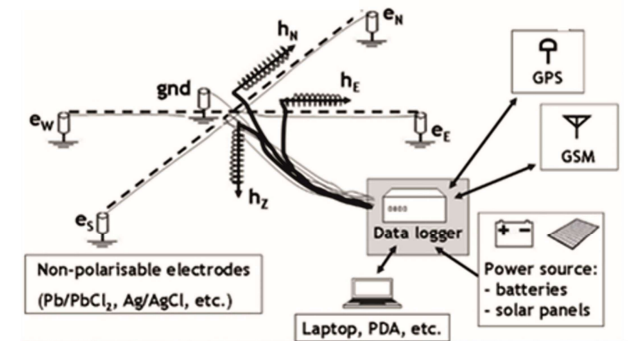 e_N
h_N
gnd
h_E
GPS
e_W
e_E
GSM
h_Z
e_S
Data logger
+ -
Non-polarisable electrodes
(Pb/PbCl₂, Ag/AgCl, etc.)
Power source:
- batteries
- solar panels
Laptop, PDA, etc.